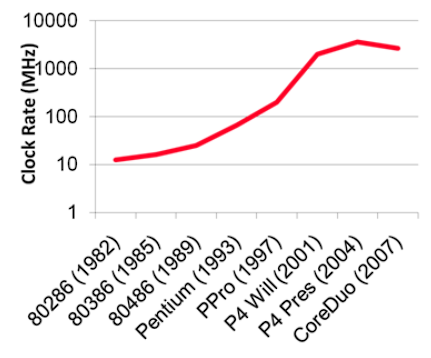 Clock Rate (MHz)
10000
1000
100
10
1
80286 (1982)
80386 (1985)
80486 (1989)
Pentium (1993)
PPro (1997)
P4 Will (2001)
P4 Pres (2004)
CoreDuo (2007)